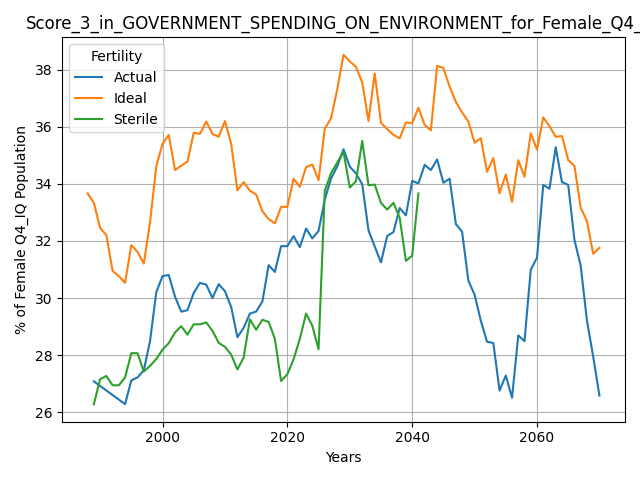 Score_3_in_GOVERNMENT_SPENDING_ON_ENVIRONMENT_for_Female_Q4_
Fertility
Actual
Ideal
Sterile
% of Female Q4_IQ Population
38
36
34
32
30
28
26
2000
2020
2040
2060
Years